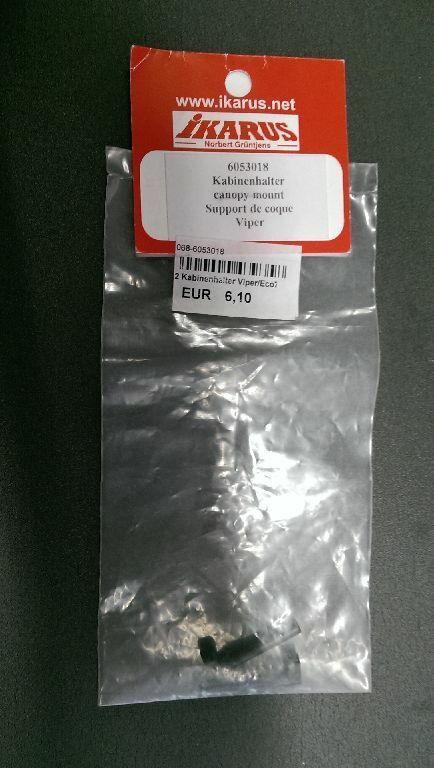 www.ikarus.net
iKARUS
Norbert Grüntjens
6053018
Kabinenhalter
canopy mount
Support de coque
Viper
068-6053018
2 Kabinenhalter Viper/Eco7
EUR 6,10